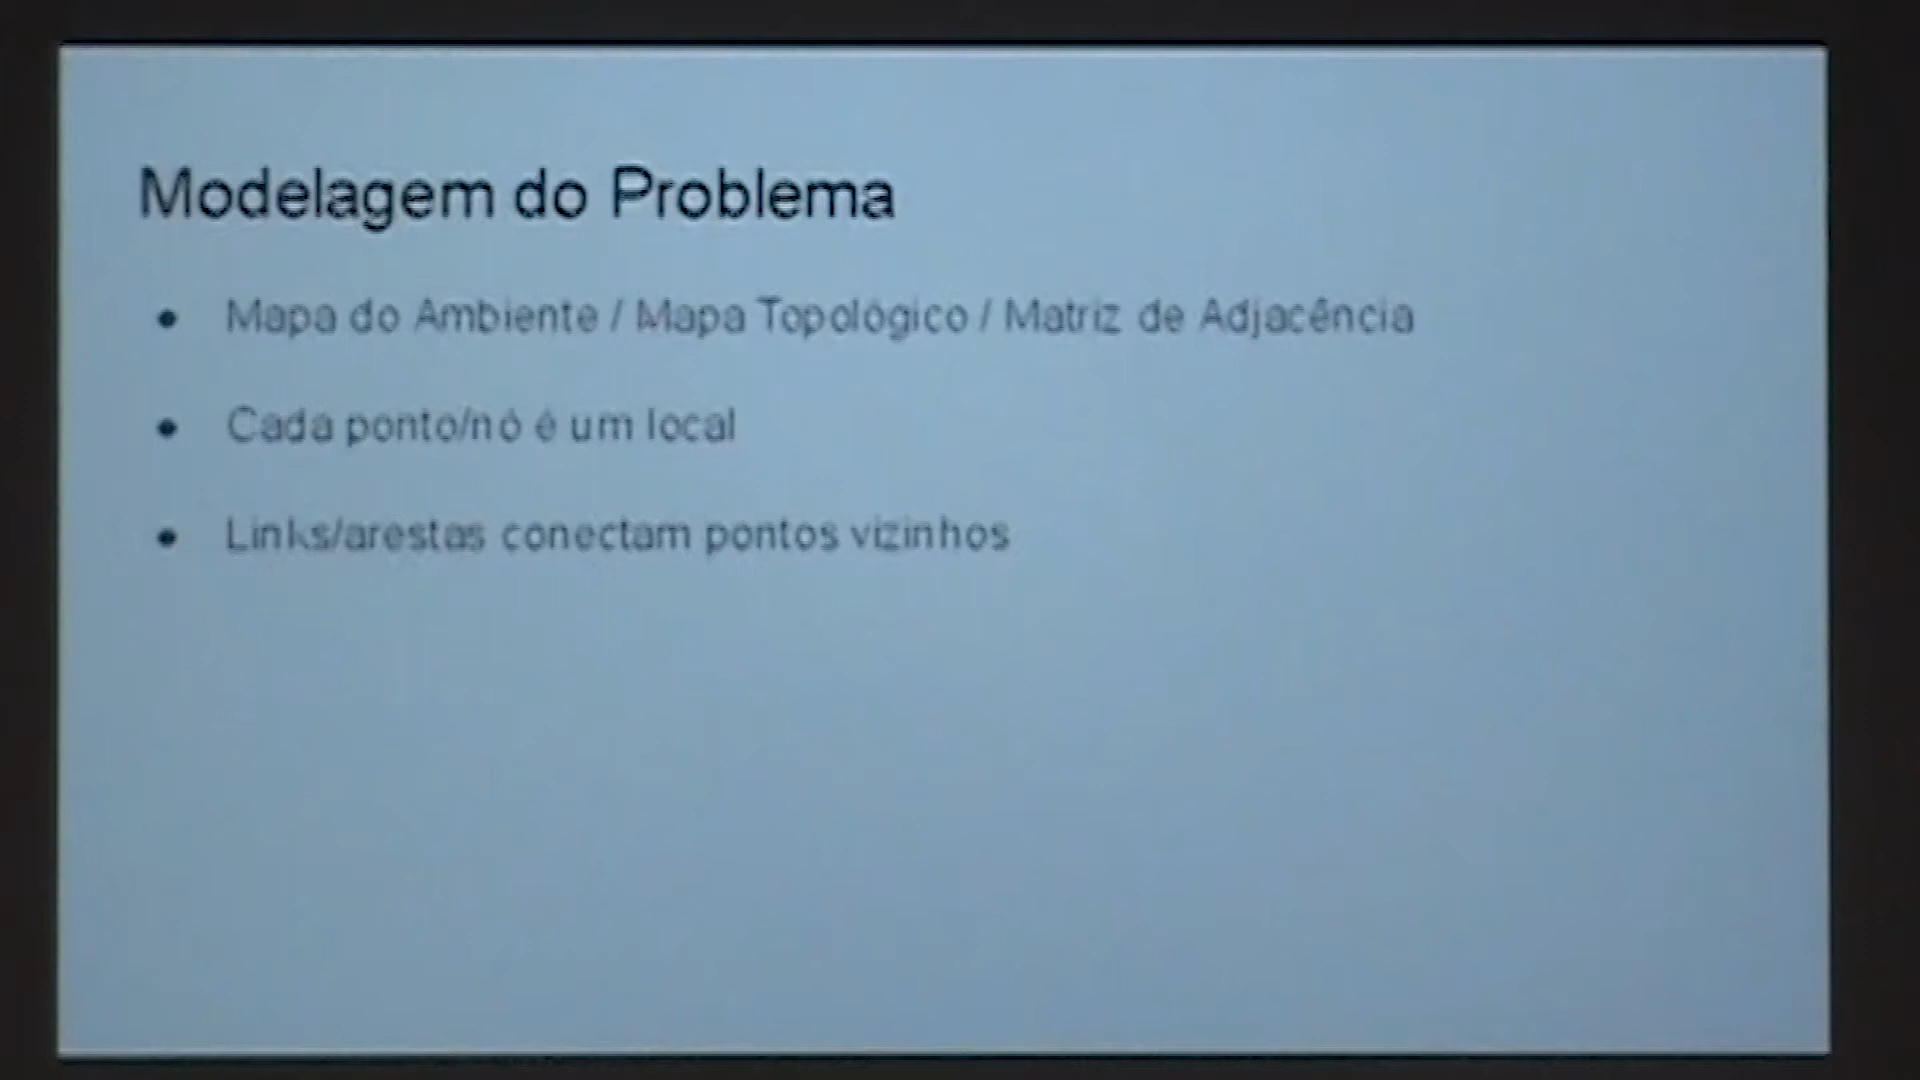 Modelagem do Problema
● Mapa do Ambiente / Mapa Topológico / Matriz de Adjacência
● Cada ponto/nó é um local
● Links/arestas conectam pontos vizinhos